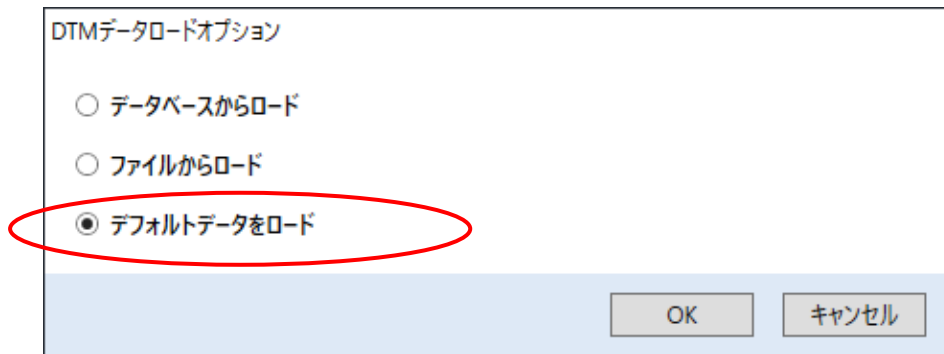 DTMデータロードオプション
データベースからロード
ファイルからロード
デフォルトデータをロード
OK キャンセル